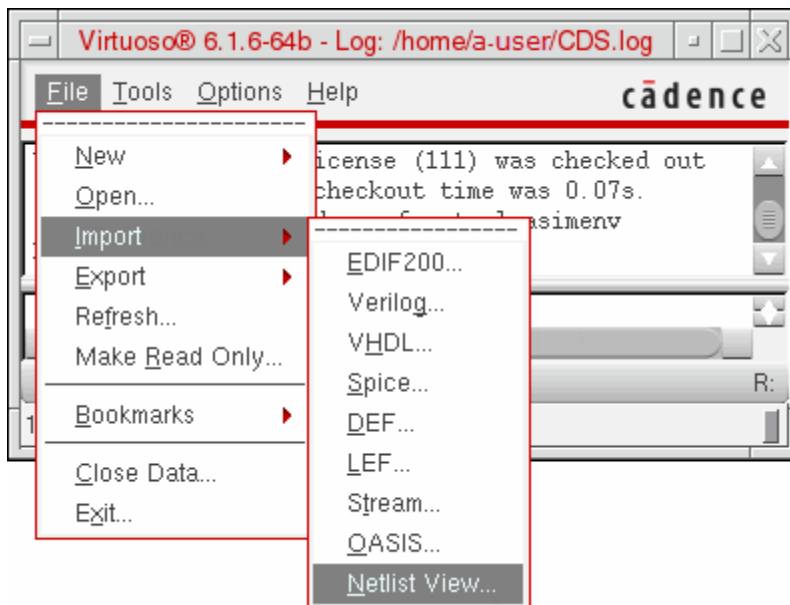 Virtuoso® 6.1.6-64b - Log: /home/a-user/CDS.log
File Tools Options Help
cādence
icense (111) was checked out
checkout time was 0.07s.
asimenv
R:
1
New
Open...
Import
Export
Refresh...
Make Read Only...
Bookmarks
Close Data...
Exit...
EDIF200...
Verilog...
VHDL...
Spice...
DEF...
LEF...
Stream...
OASIS...
Netlist View...